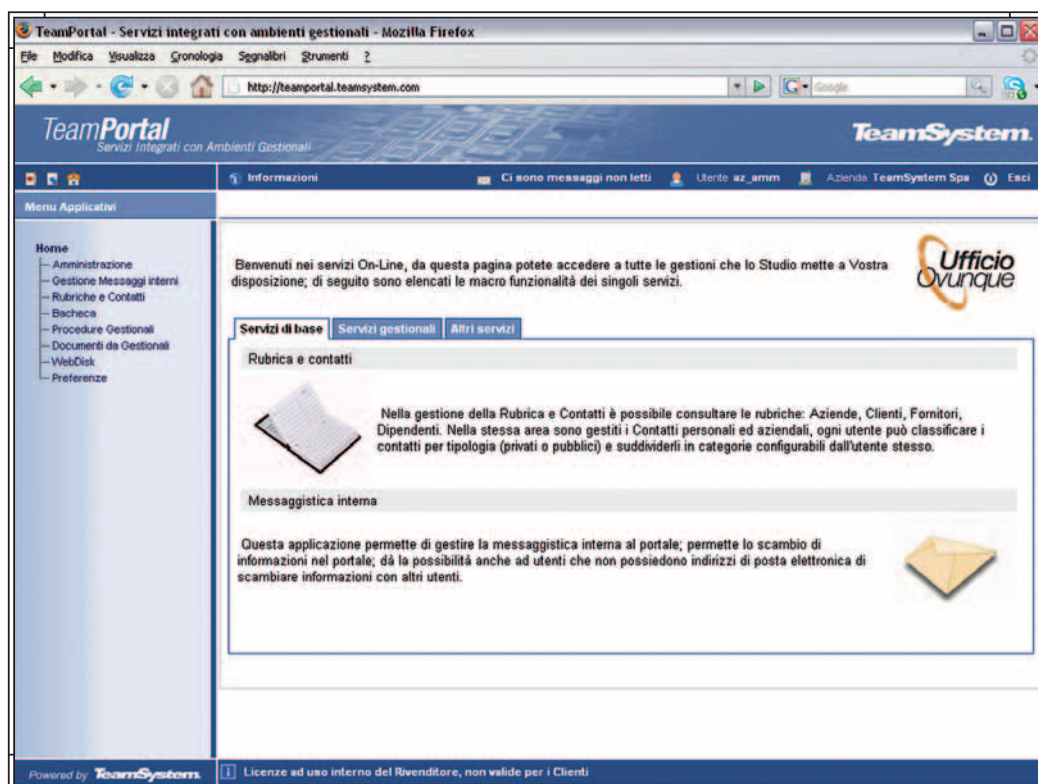 TeamPortal - Servizi integrati con ambienti gestionali - Mozilla Firefox
File Modifica Visualizza Cronologia Segnalibri Strumenti ?
http://teamportal.teamsystem.com
Google
TeamPortal
Servizi Integrati con Ambienti Gestionali
TeamSystem.
Informazioni
Ci sono messaggi non letti
Utente az_amm
Azienda TeamSystem Spa
Esci
Menu Applicativi
Home
Amministrazione
Gestione Messaggi interni
Rubriche e Contatti
Bacheca
Procedure Gestionali
Documenti da Gestionali
WebDisk
Preferenze
Benvenuti nei servizi On-Line, da questa pagina potete accedere a tutte le gestioni che lo Studio mette a Vostra
disposizione; di seguito sono elencati le macro funzionalità dei singoli servizi.
Ufficio
Ovunque
Servizi di base
Servizi gestionali
Altri servizi
Rubrica e contatti
Nella gestione della Rubrica e Contatti è possibile consultare le rubriche: Aziende, Clienti, Fornitori,
Dipendenti. Nella stessa area sono gestiti i Contatti personali ed aziendali, ogni utente può classificare i
contatti per tipologia (privati o pubblici) e suddividerli in categorie configurabili dall'utente stesso.
Messaggistica interna
Questa applicazione permette di gestire la messaggistica interna al portale; permette lo scambio di
informazioni nel portale; dà la possibilità anche ad utenti che non possiedono indirizzi di posta elettronica di
scambiare informazioni con altri utenti.
Powered by TeamSystem.
Licenze ad uso interno del Rivenditore, non valide per i Clienti